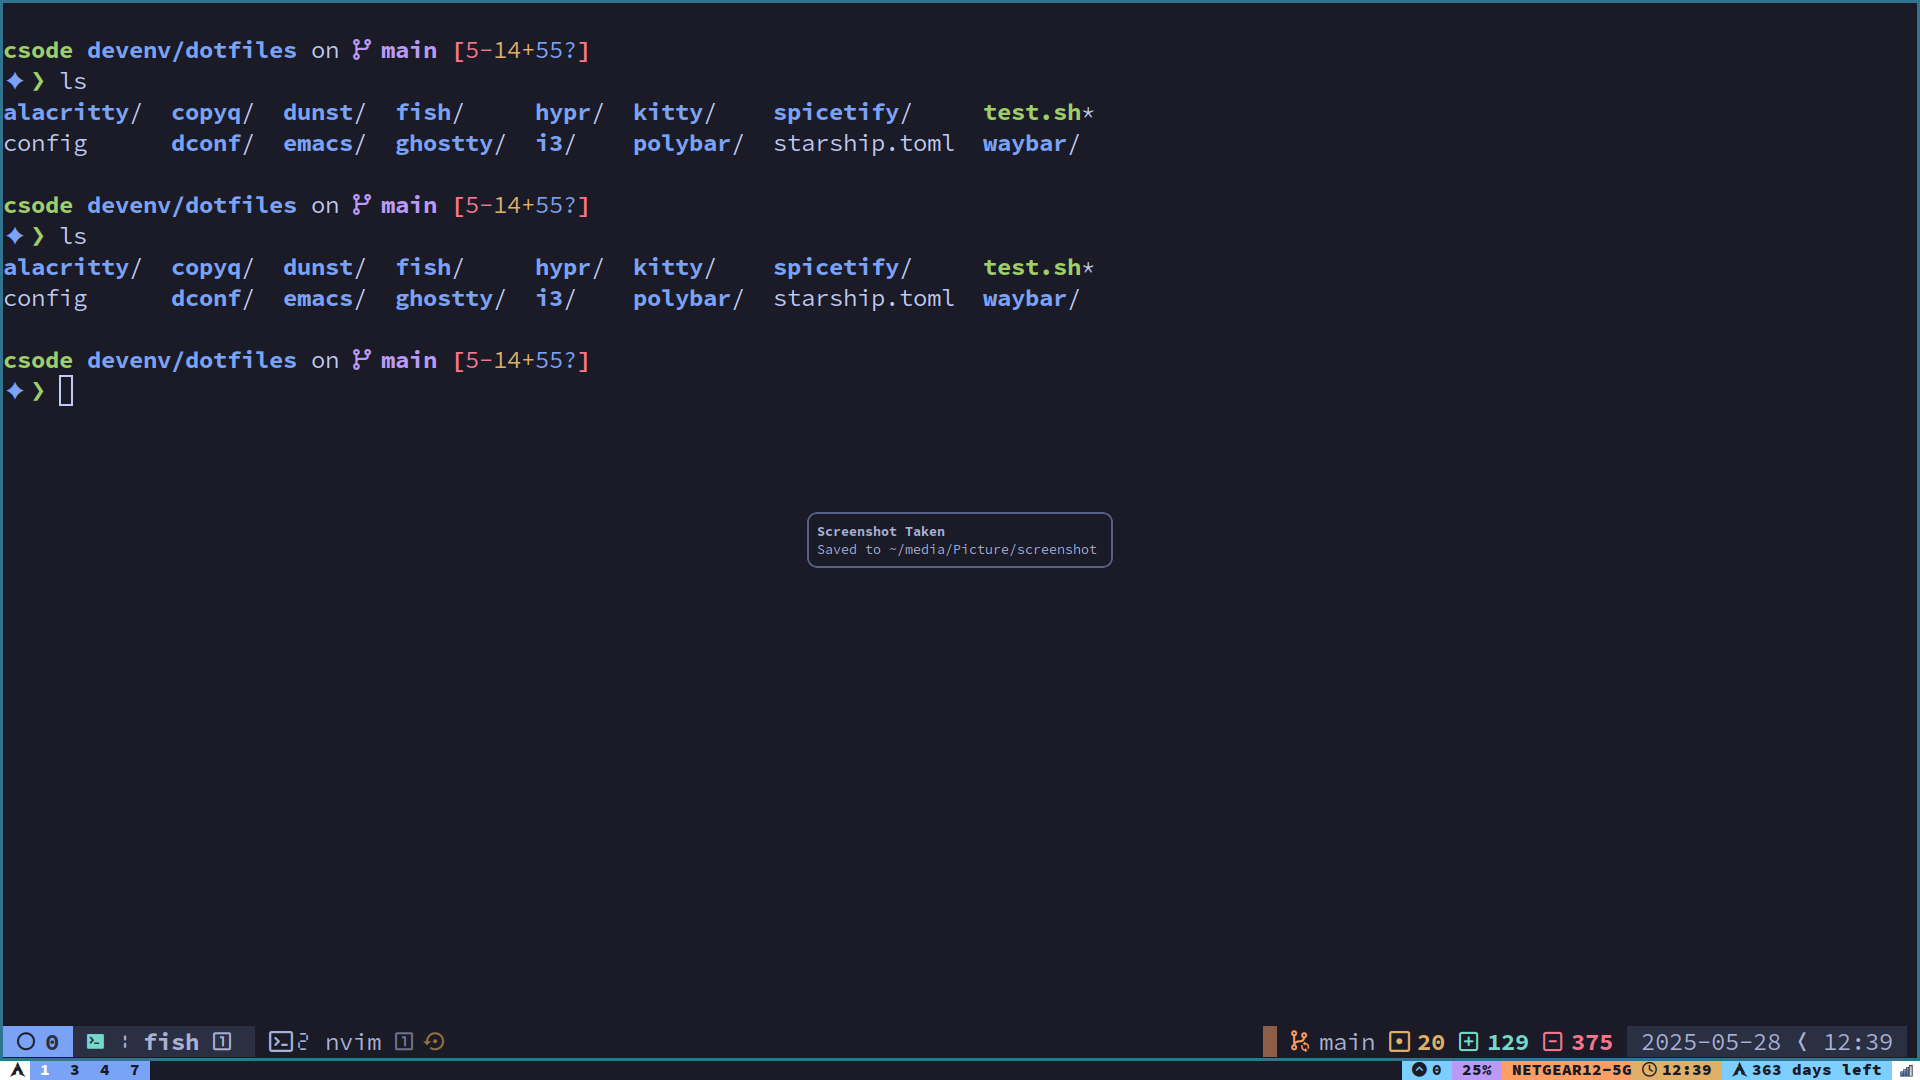 csode devenv/dotfiles on main [5-14+55?]
✦ ❯ ls
alacritty/ copyq/ dunst/ fish/ hypr/ kitty/ spicetify/ test.sh*
config dconf/ emacs/ ghostty/ i3/ polybar/ starship.toml waybar/
csode devenv/dotfiles on main [5-14+55?]
✦ ❯ ls
alacritty/ copyq/ dunst/ fish/ hypr/ kitty/ spicetify/ test.sh*
config dconf/ emacs/ ghostty/ i3/ polybar/ starship.toml waybar/
csode devenv/dotfiles on main [5-14+55?]
✦ ❯
Screenshot Taken
Saved to ~/media/Picture/screenshot
0 fish 1 2 nvim 1 main 20 129 375 2025-05-28 12:39
1 3 4 7 0 25% NETGEAR12-5G 12:39 363 days left